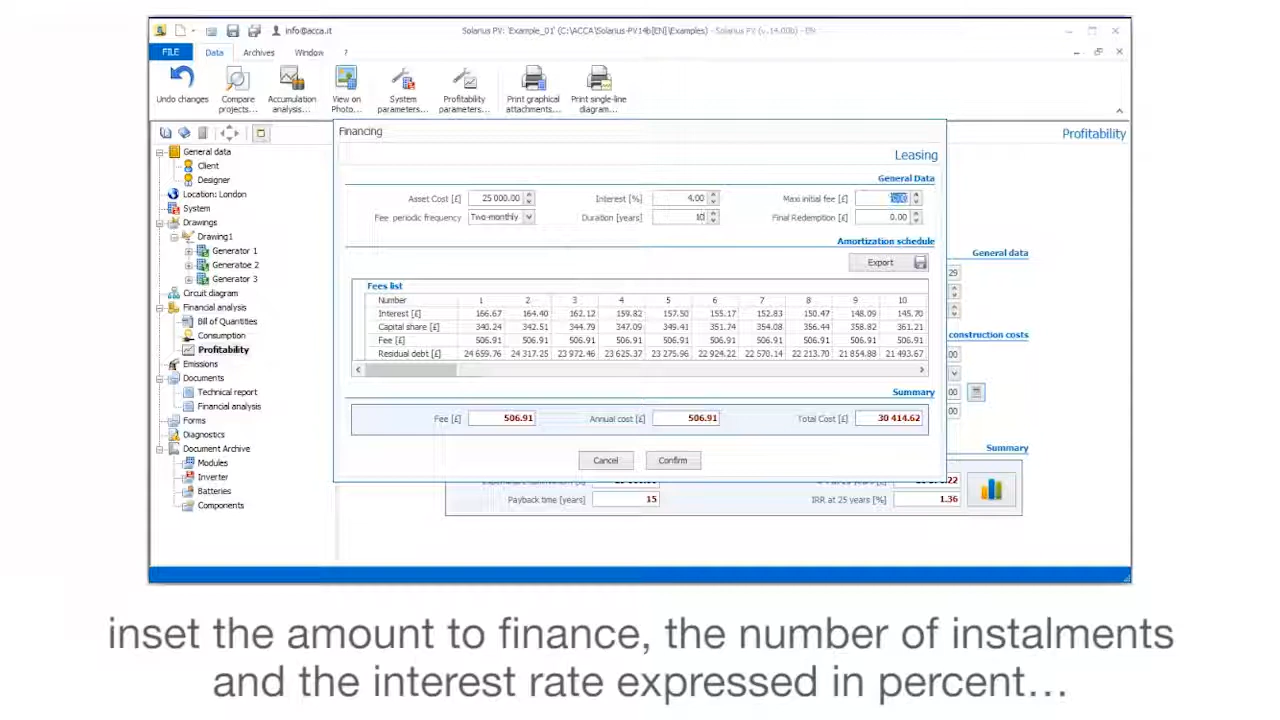 info@acca.it
Solarius PV: 'Example_01' (C:\ACCA\Solarius-PV14b[EN]\Examples) - Solarius PV (v.14.00b) - EN
FILE Data Archives Window ?
Undo changes
Compare projects...
Accumulation analysis...
View on Photo...
System parameters...
Profitability parameters...
Print graphical attachments...
Print single-line diagram...
General data
Client
Designer
Location: London
System
Drawings
Drawing1
Generator 1
Generatoe 2
Generator 3
Circuit diagram
Financial analysis
Bill of Quantities
Consumption
Profitability
Emissions
Documents
Technical report
Financial analysis
Forms
Diagnostics
Document Archive
Modules
Inverter
Batteries
Components
Profitability
Financing
Leasing
General Data
Asset Cost [£] 25 000.00 Interest [%] 4.00 Maxi initial fee [£]
Fee periodic frequency Two-monthly Duration [years] 10 Final Redemption [£] 0.00
Amortization schedule
Export
Fees list
Number 1 2 3 4 5 6 7 8 9 10
Interest [£] 166.67 164.40 162.12 159.82 157.50 155.17 152.83 150.47 148.09 145.70
Capital share [£] 340.24 342.51 344.79 347.09 349.41 351.74 354.08 356.44 358.82 361.21
Fee [£] 506.91 506.91 506.91 506.91 506.91 506.91 506.91 506.91 506.91 506.91
Residual debt [£] 24 659.76 24 317.25 23 972.46 23 625.37 23 275.96 22 924.22 22 570.14 22 213.70 21 854.88 21 493.67
Summary
Fee [£] 506.91 Annual cost [£] 506.91 Total Cost [£] 30 414.62
Cancel Confirm
General data
29
construction costs
00
00
00
Summary
Payback time [years] 15 IRR at 25 years [%] 1.36
inset the amount to finance, the number of instalments
and the interest rate expressed in percent...